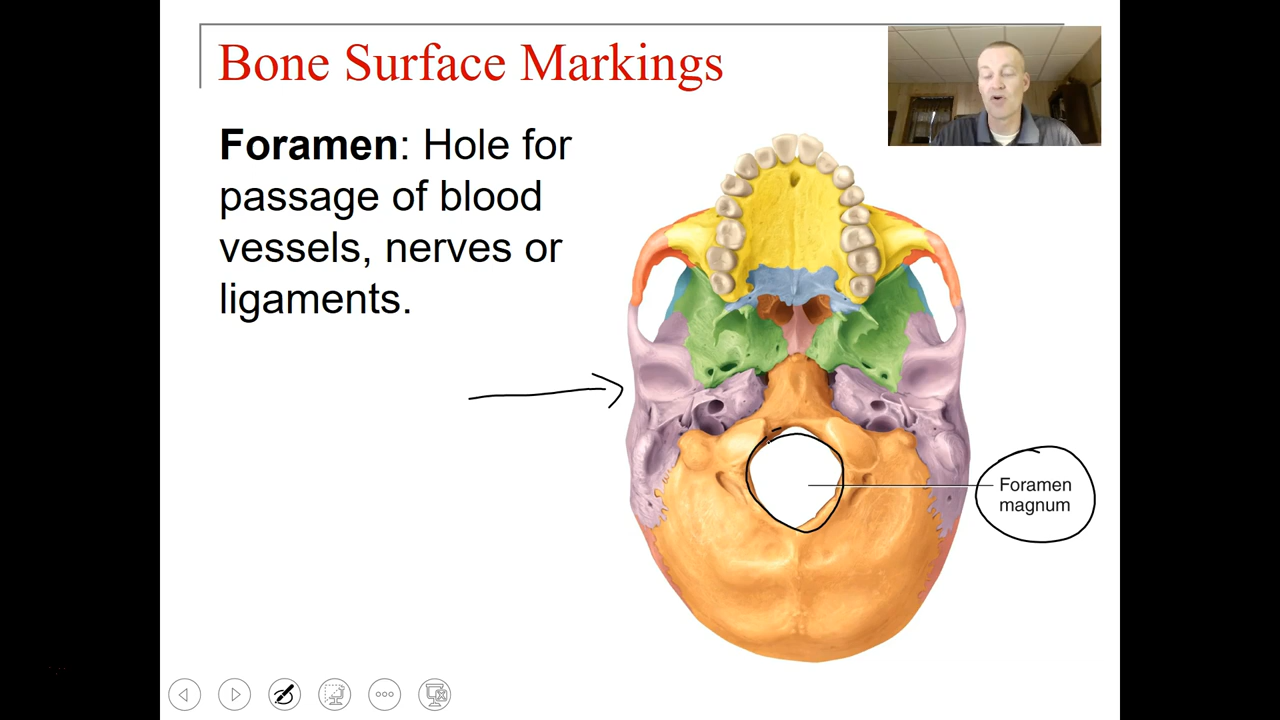 Bone Surface Markings
Foramen: Hole for
passage of blood
vessels, nerves or
ligaments.
Foramen
magnum